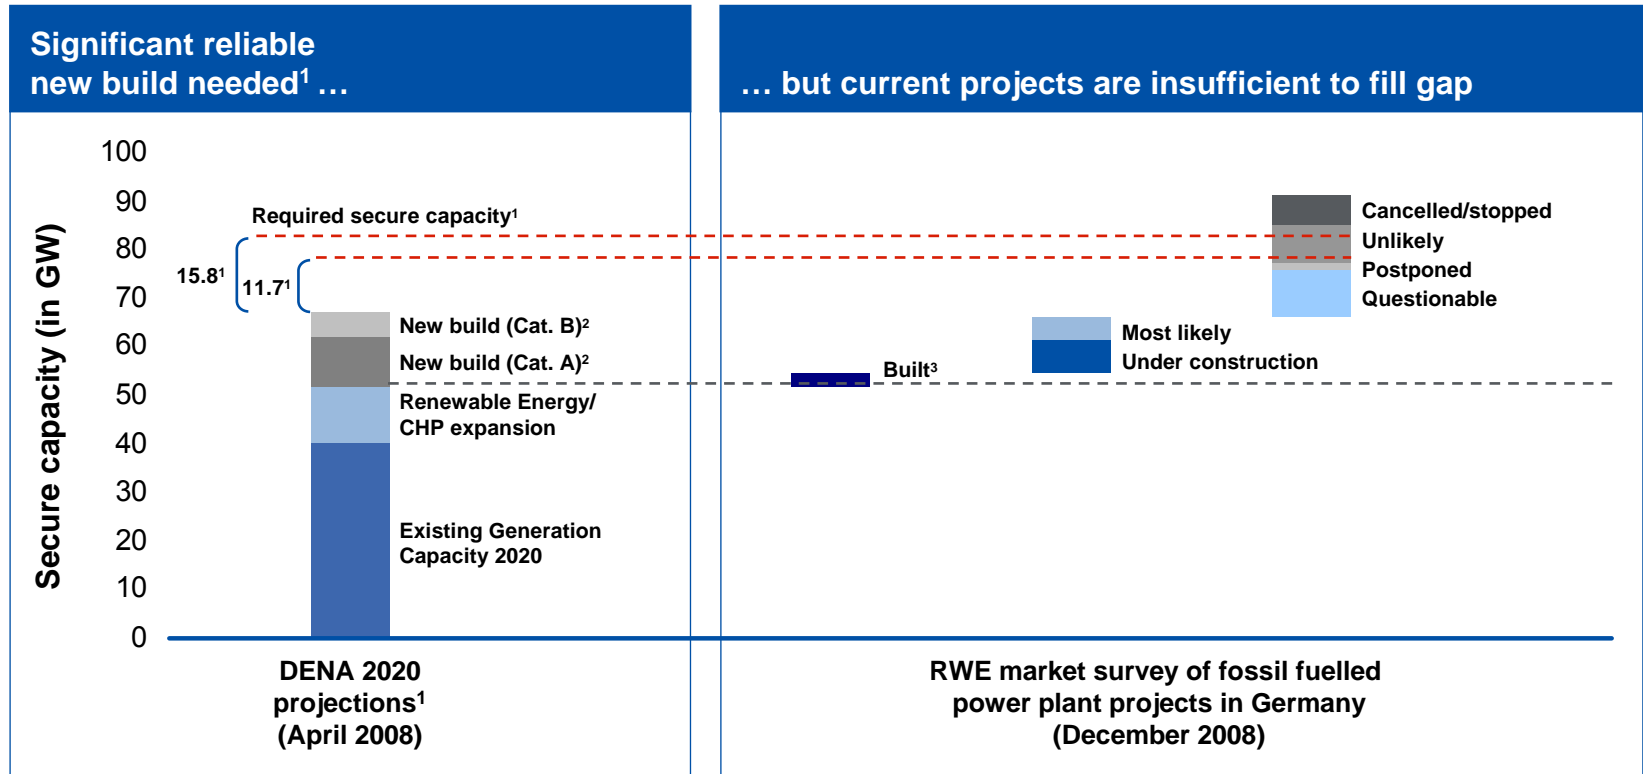 Significant reliable
new build needed¹ …
… but current projects are insufficient to fill gap
Secure capacity (in GW)
100
90
80
70
60
50
40
30
20
10
0
Required secure capacity¹
15.8¹
11.7¹
New build (Cat. B)²
New build (Cat. A)²
Renewable Energy/
CHP expansion
Existing Generation
Capacity 2020
Built³
Most likely
Under construction
Cancelled/stopped
Unlikely
Postponed
Questionable
DENA 2020
projections¹
(April 2008)
RWE market survey of fossil fuelled
power plant projects in Germany
(December 2008)